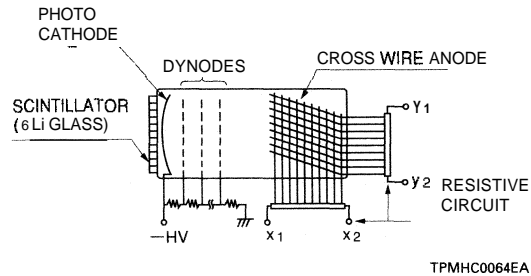 PHOTO
CATHODE
DYNODES
CROSS WIRE ANODE
SCINTILLATOR
(6Li GLASS)
Y1
y2
RESISTIVE
CIRCUIT
—HV
x1
x2
TPMHC0064EA